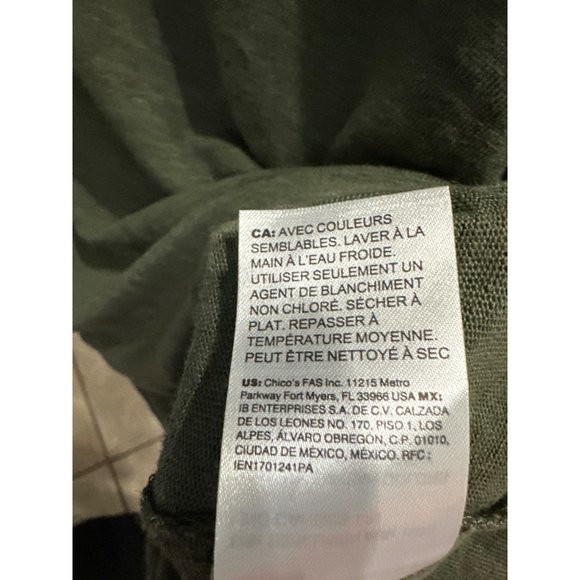 CA: AVEC COULEURS
SEMBLABLES. LAVER À LA
MAIN À L'EAU FROIDE.
UTILISER SEULEMENT UN
AGENT DE BLANCHIMENT
NON CHLORÉ. SÉCHER À
PLAT. REPASSER À
TEMPÉRATURE MOYENNE.
PEUT ÊTRE NETTOYÉ À SEC
US: Chico's FAS Inc. 11215 Metro
Parkway Fort Myers, FL 33966 USA MX:
IB ENTERPRISES S.A. DE C.V. CALZADA
DE LOS LEONES NO. 170, PISO 1, LOS
ALPES, ÁLVARO OBREGÓN, C.P. 01010,
CIUDAD DE MÉXICO, MÉXICO. RFC :
IEN1701241PA